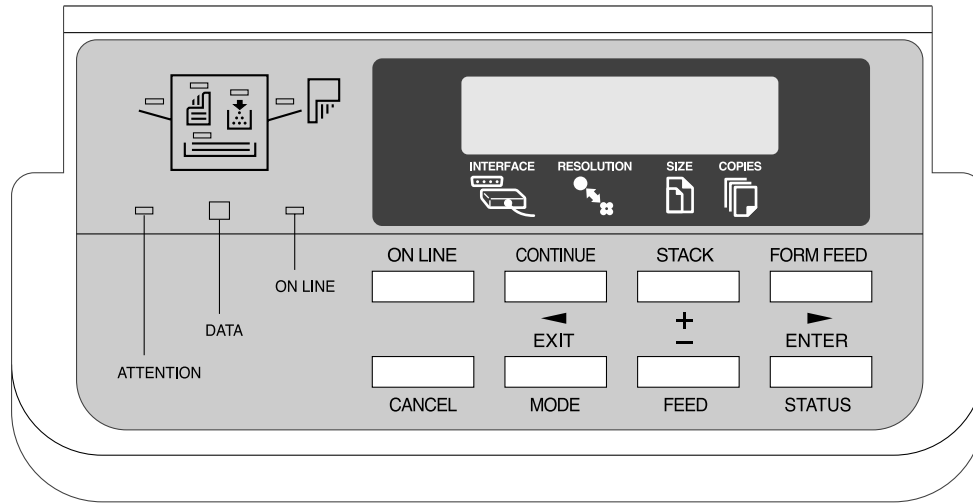 INTERFACE RESOLUTION SIZE COPIES
ON LINE CONTINUE STACK FORM FEED
ON LINE
DATA
+
EXIT − ENTER
ATTENTION
CANCEL MODE FEED STATUS